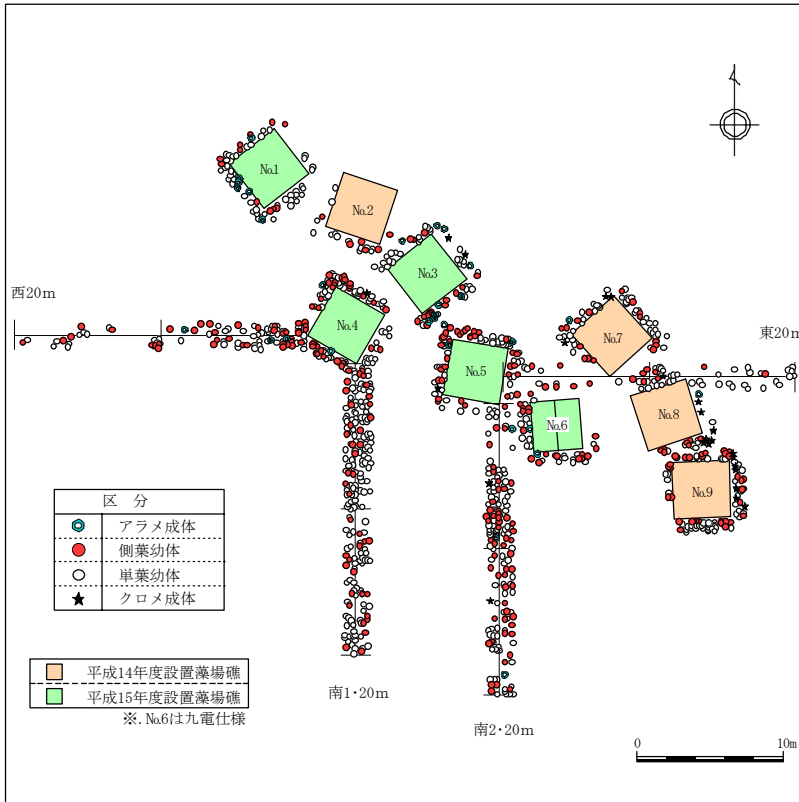 No.1
No.2
No.3
西20m
No.4
No.7
東20m
No.5
No.8
No.6
No.9
区 分
アラメ成体
側葉幼体
単葉幼体
クロメ成体
平成14年度設置藻場礁
平成15年度設置藻場礁
※. No.6は九電仕様
南1・20m
南2・20m
0 10m